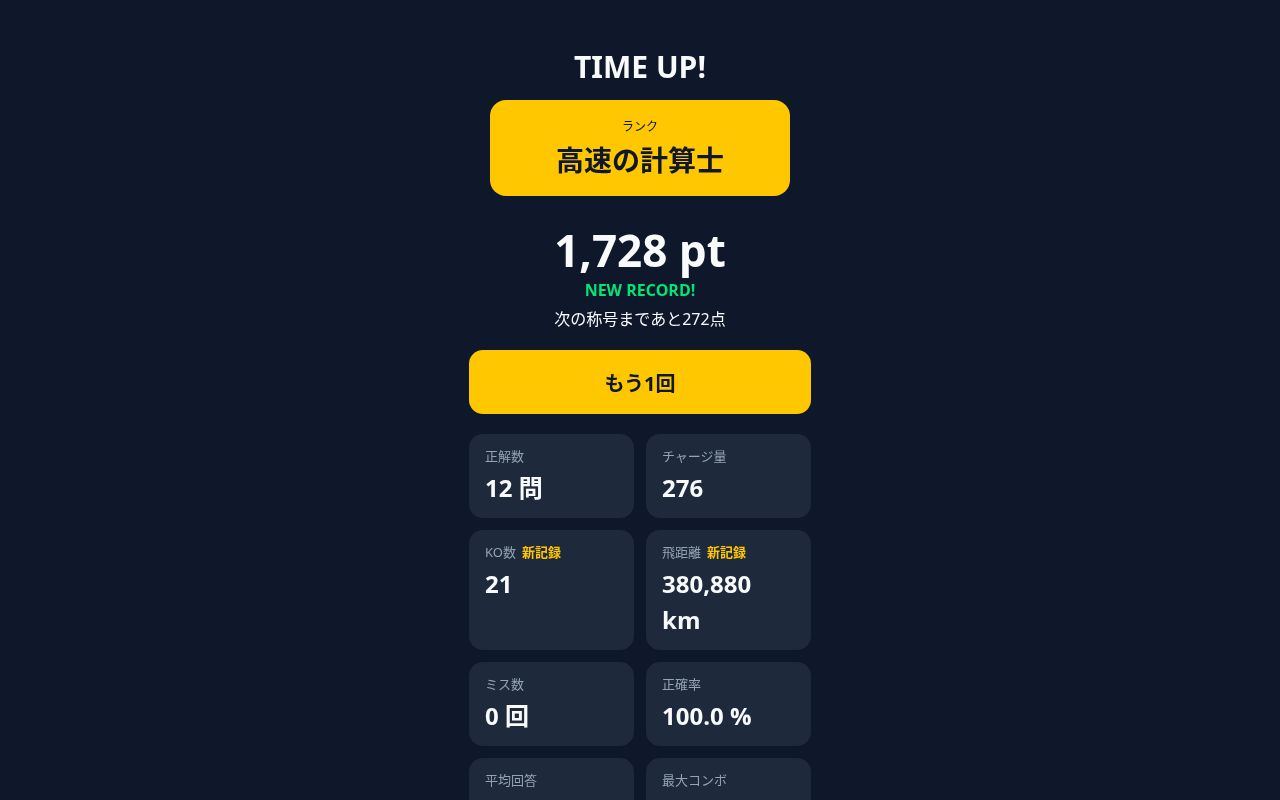 TIME UP!
ランク
高速の計算士
1,728 pt
NEW RECORD!
次の称号まであと272点
もう1回
正解数
12 問
チャージ量
276
KO数 新記録
21
飛距離 新記録
380,880
km
ミス数
0 回
正確率
100.0 %
平均回答
最大コンボ